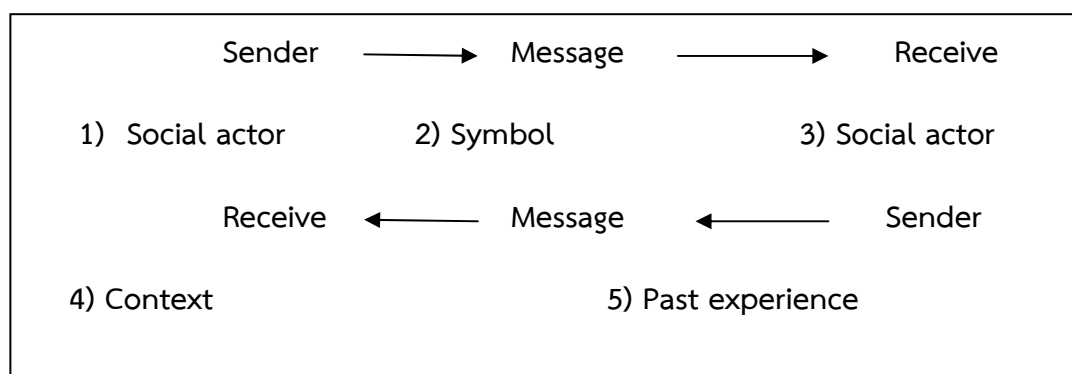 Sender Message Receive
1) Social actor 2) Symbol 3) Social actor
Receive Message Sender
4) Context 5) Past experience